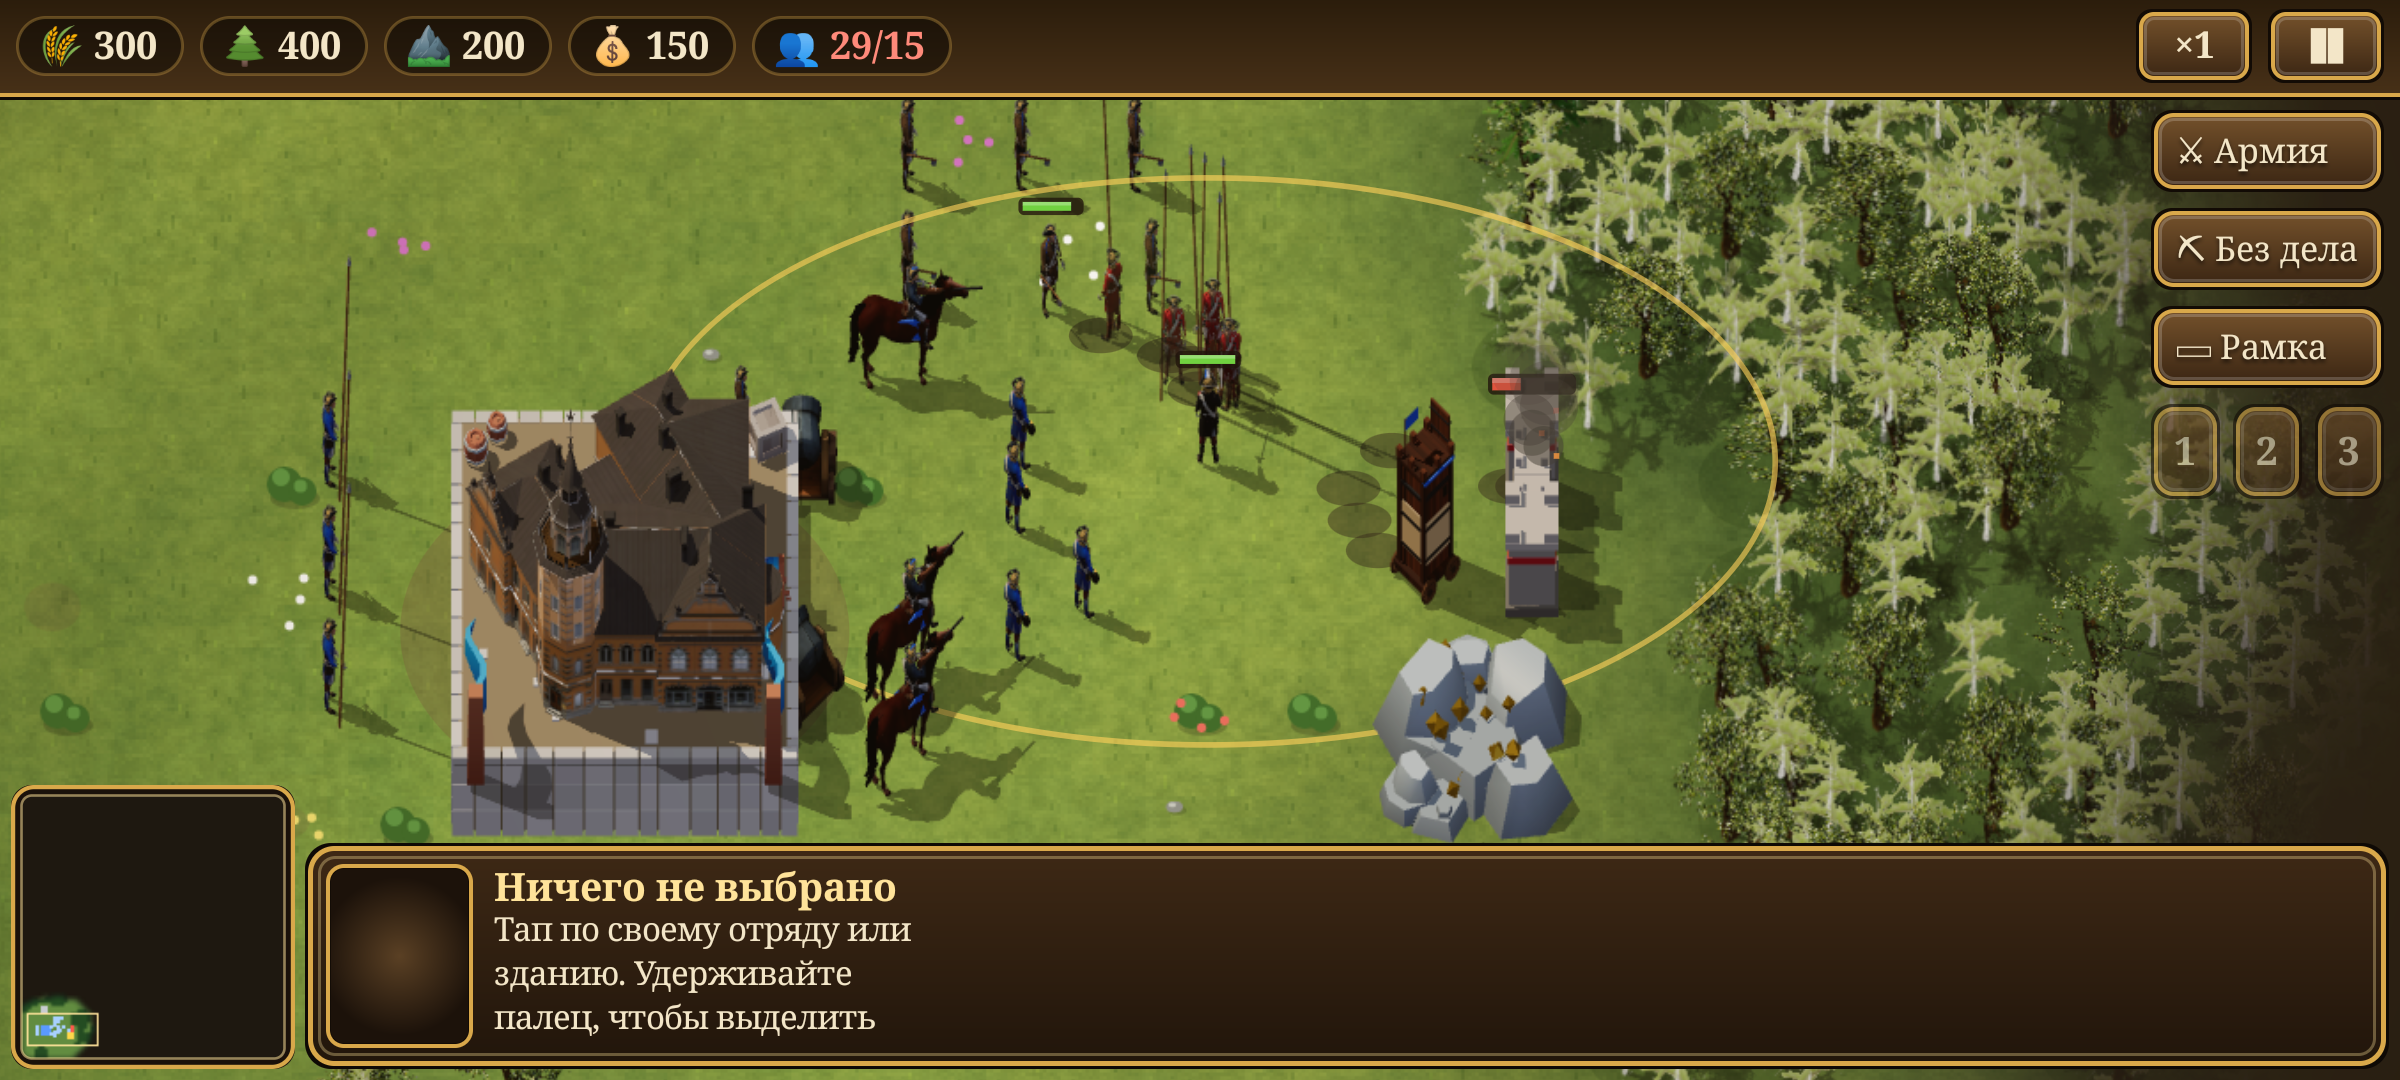 300
400
200
150
29/15
×1
Армия
Без дела
Рамка
1
2
3
Ничего не выбрано
Тап по своему отряду или
зданию. Удерживайте
палец, чтобы выделить